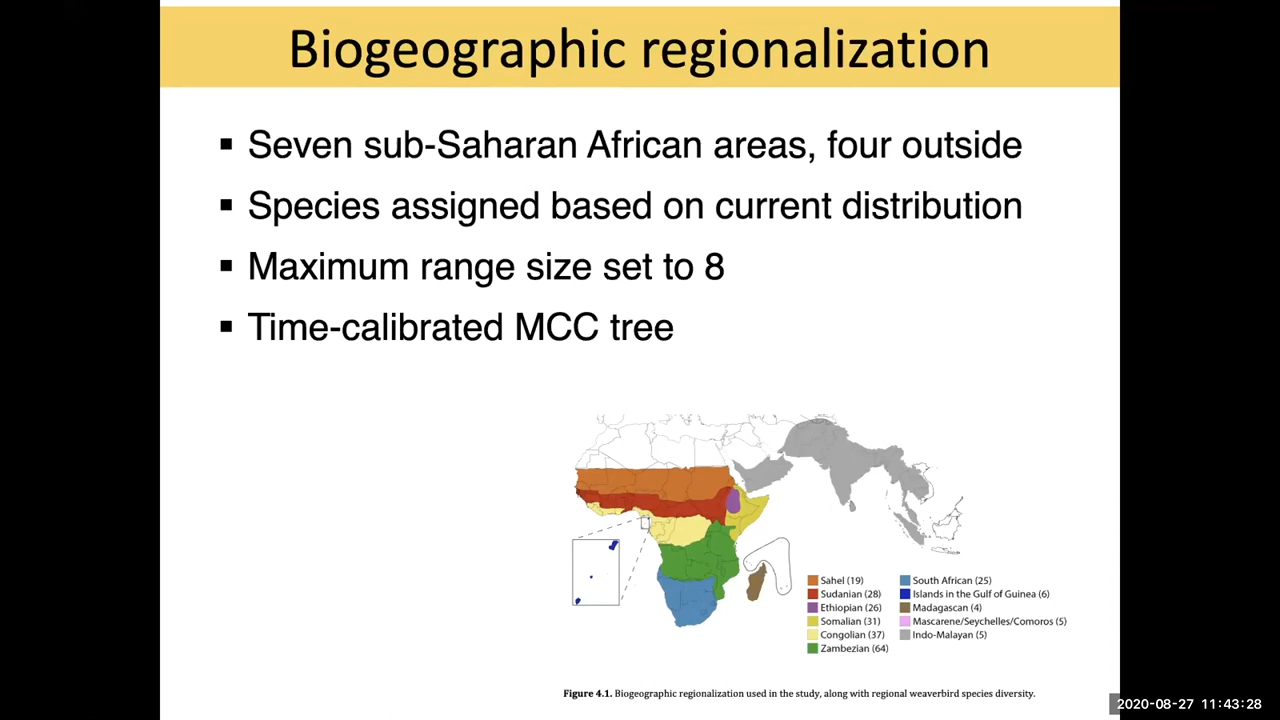 Biogeographic regionalization
▪ Seven sub-Saharan African areas, four outside
▪ Species assigned based on current distribution
▪ Maximum range size set to 8
▪ Time-calibrated MCC tree
Sahel (19)
Sudanian (28)
Ethiopian (26)
Somalian (31)
Congolian (37)
Zambezian (64)
South African (25)
Islands in the Gulf of Guinea (6)
Madagascan (4)
Mascarene/Seychelles/Comoros (5)
Indo-Malayan (5)
Figure 4.1. Biogeographic regionalization used in the study, along with regional weaverbird species diversity.
2020-08-27 11:43:28